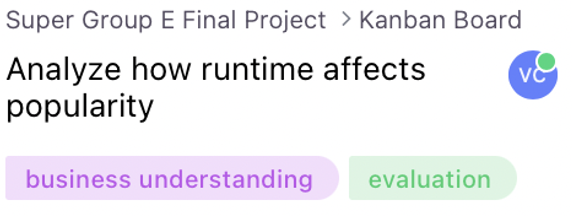 Super Group E Final Project > Kanban Board
Analyze how runtime affects
popularity
VC
business understanding
evaluation